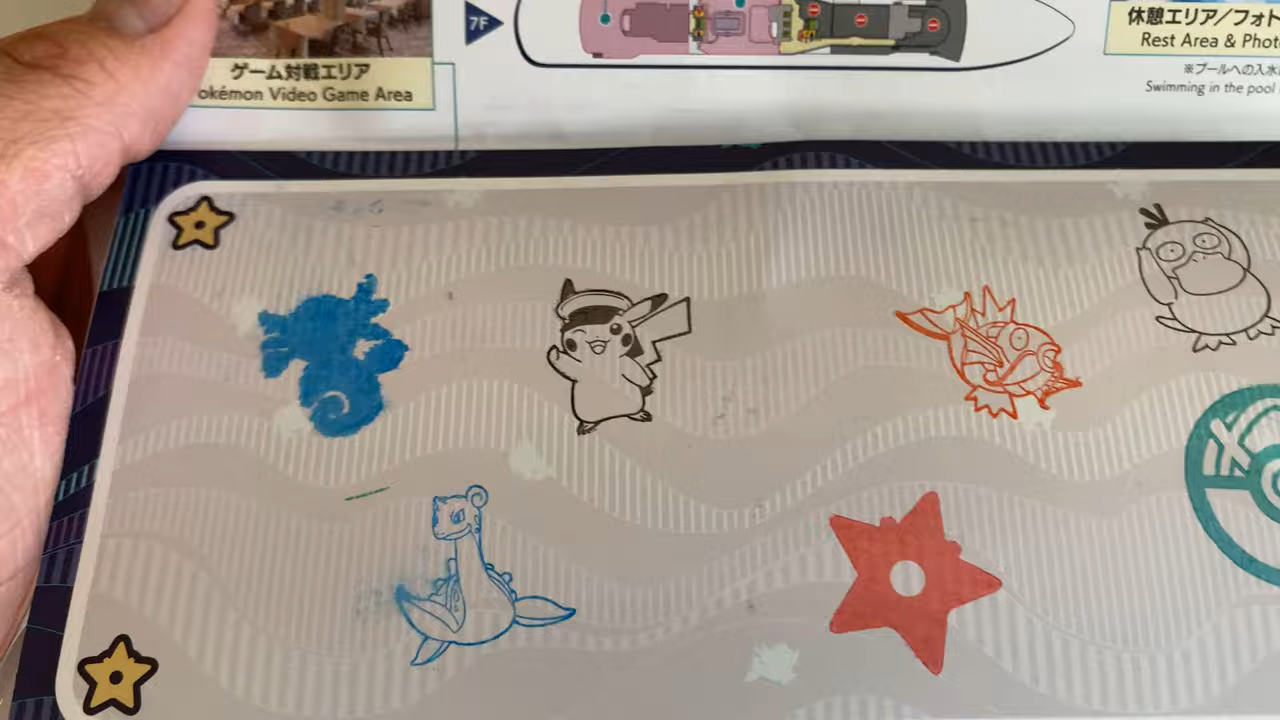 7F
ゲーム対戦エリア
okémon Video Game Area
休憩エリア/フォト
Rest Area & Phot
※プールへの入水
Swimming in the pool